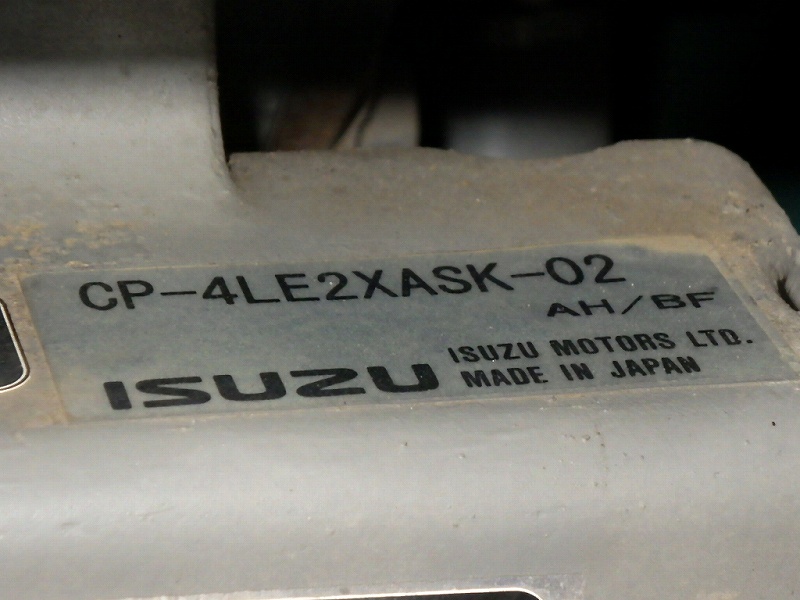 CP-4LE2XASK-02
AH/BF
ISUZU
ISUZU MOTORS LTD.
MADE IN JAPAN